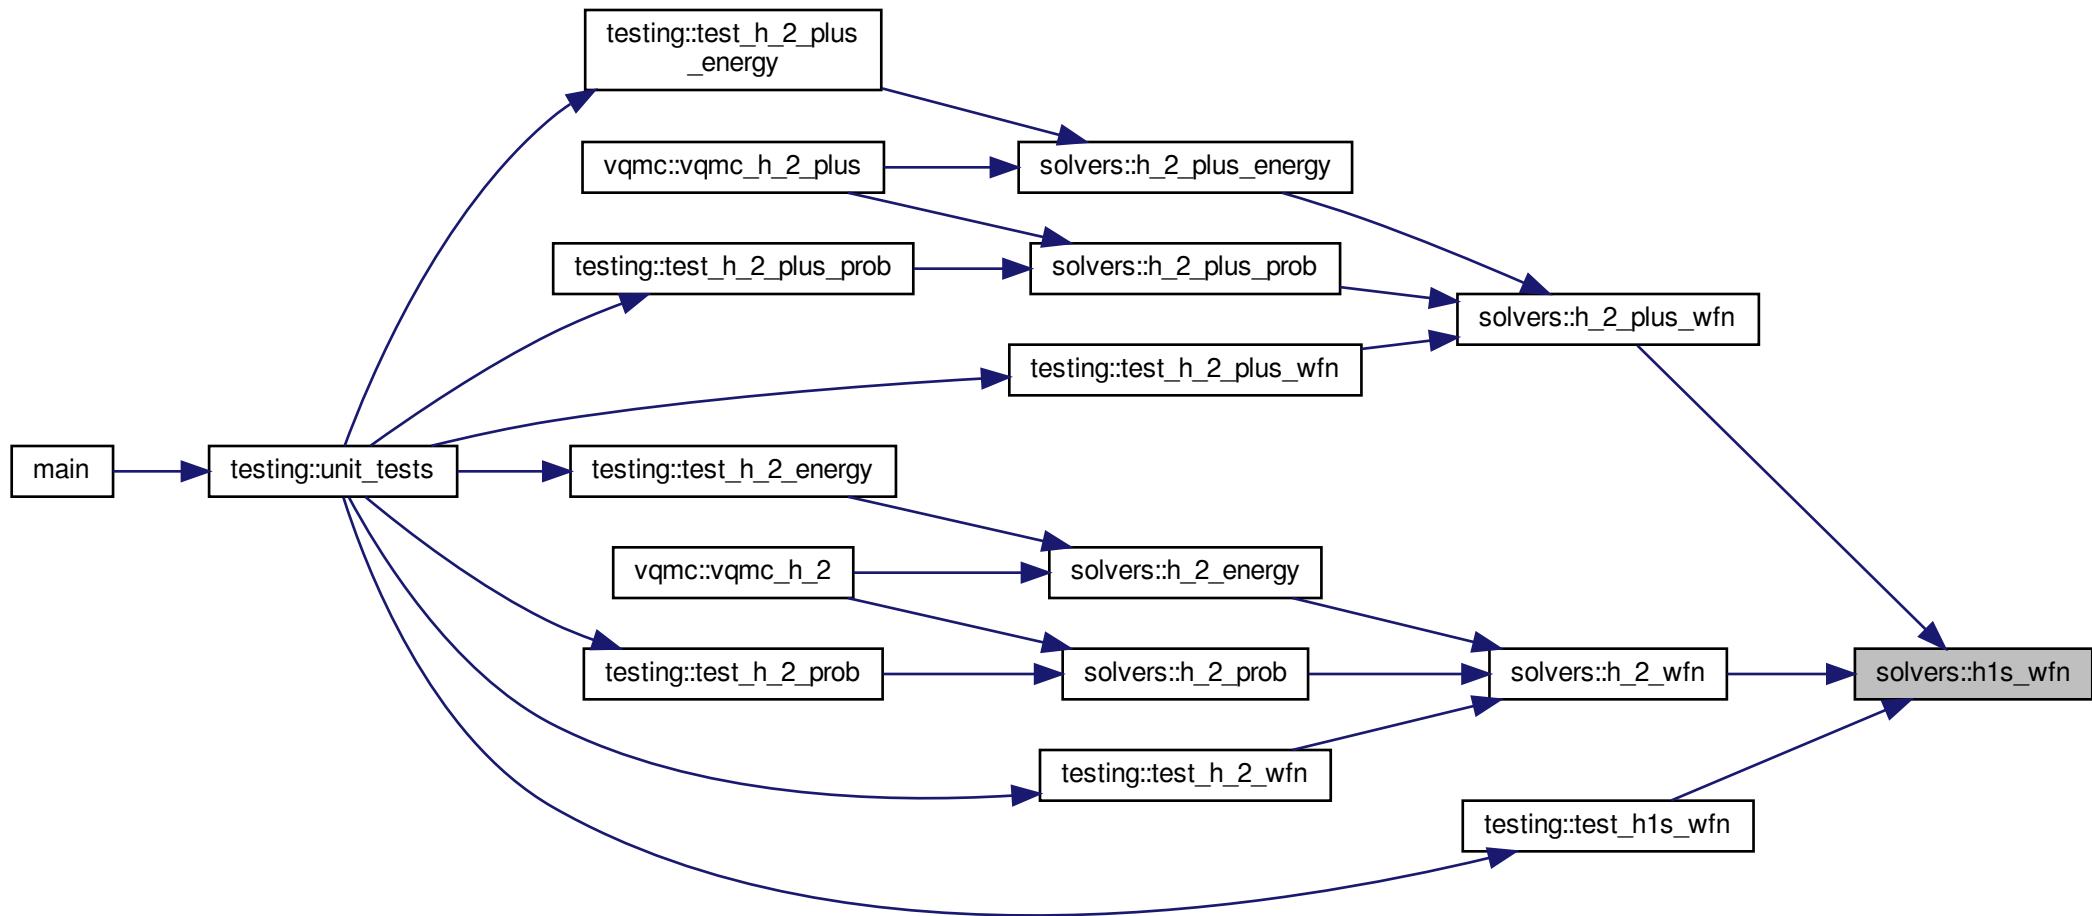 testing::test_h_2_plus
_energy
vqmc::vqmc_h_2_plus
solvers::h_2_plus_energy
testing::test_h_2_plus_prob
solvers::h_2_plus_prob
solvers::h_2_plus_wfn
testing::test_h_2_plus_wfn
main
testing::unit_tests
testing::test_h_2_energy
vqmc::vqmc_h_2
solvers::h_2_energy
testing::test_h_2_prob
solvers::h_2_prob
solvers::h_2_wfn
solvers::h1s_wfn
testing::test_h_2_wfn
testing::test_h1s_wfn